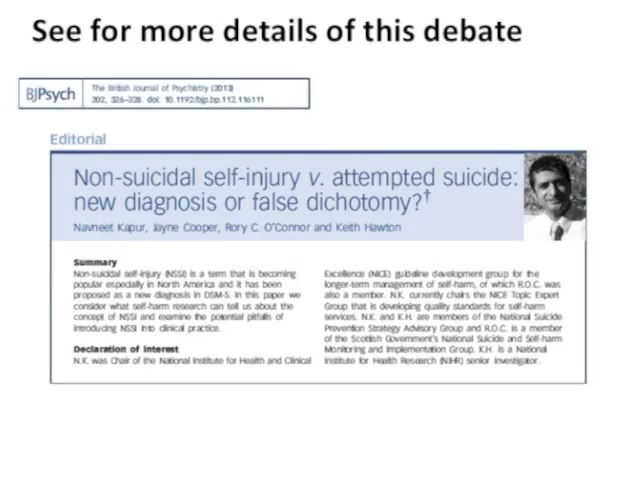 See for more details of this debate
BJPsych
The British Journal of Psychiatry (2013)
202, 326–328. doi: 10.1192/bjp.bp.112.116111
Editorial
Non-suicidal self-injury v. attempted suicide:
new diagnosis or false dichotomy?†
Navneet Kapur, Jayne Cooper, Rory C. O'Connor and Keith Hawton
Summary
Non-suicidal self-injury (NSSI) is a term that is becoming
popular especially in North America and it has been
proposed as a new diagnosis in DSM-5. In this paper we
consider what self-harm research can tell us about the
concept of NSSI and examine the potential pitfalls of
introducing NSSI into clinical practice.
Declaration of interest
N.K. was Chair of the National Institute for Health and Clinical
Excellence (NICE) guideline development group for the
longer-term management of self-harm, of which R.O.C. was
also a member. N.K. currently chairs the NICE Topic Expert
Group that is developing quality standards for self-harm
services. N.K. and K.H. are members of the National Suicide
Prevention Strategy Advisory Group and R.O.C. is a member
of the Scottish Government's National Suicide and Self-harm
Monitoring and Implementation Group. K.H. is a National
Institute for Health Research (NIHR) senior investigator.